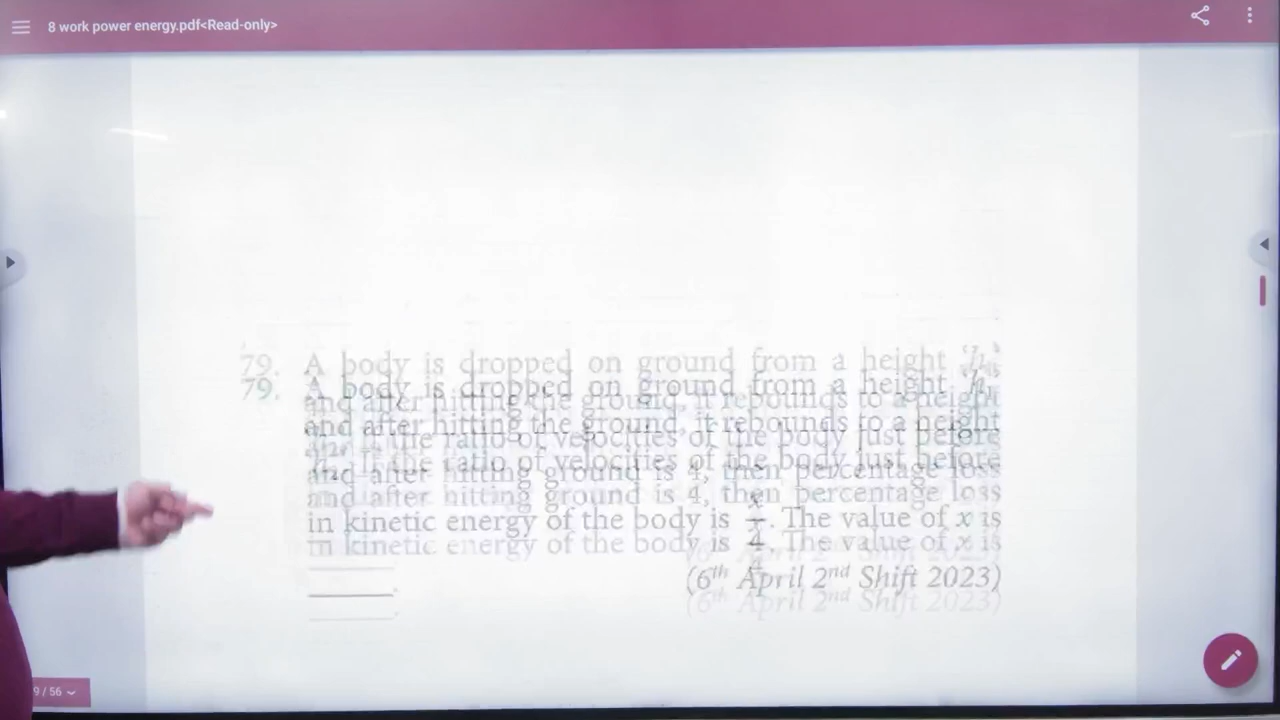 8 work power energy.pdf<Read-only>
79. A body is dropped on ground from a height 'h₁'
and after hitting the ground, it rebounds to a height
If the ratio of velocities of the body just before
and after hitting ground is 4, then percentage loss
in kinetic energy of the body is x/4. The value of x is
______.
(6th April 2nd Shift 2023)
9 / 56